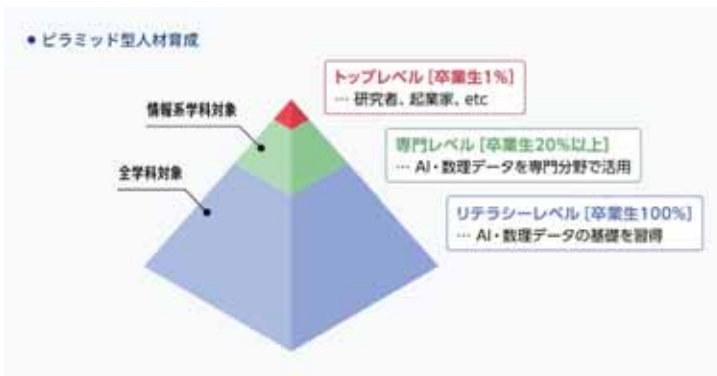 ● ピラミッド型人材育成
トップレベル [卒業生1%]
… 研究者、起業家、etc
情報系学科対象
専門レベル [卒業生20%以上]
… AI・数理データを専門分野で活用
全学科対象
リテラシーレベル [卒業生100%]
… AI・数理データの基礎を習得